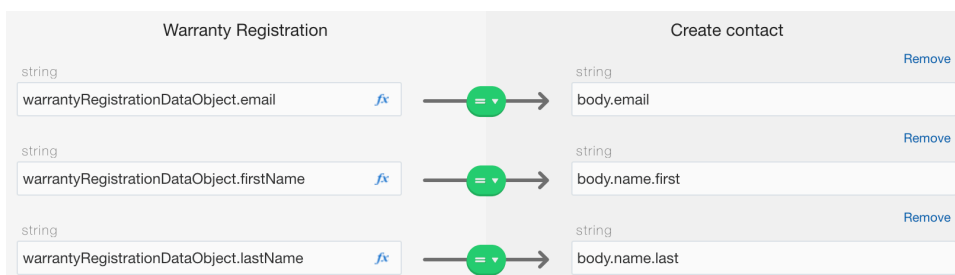 Warranty Registration Create contact
Remove
string string
warrantyRegistrationDataObject.email fx = body.email
Remove
string string
warrantyRegistrationDataObject.firstName fx = body.name.first
Remove
string string
warrantyRegistrationDataObject.lastName fx = body.name.last